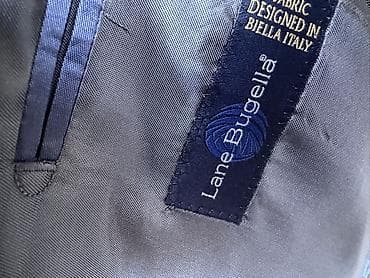 FABRIC
DESIGNED IN
BIELLA ITALY
Lane Bugella®